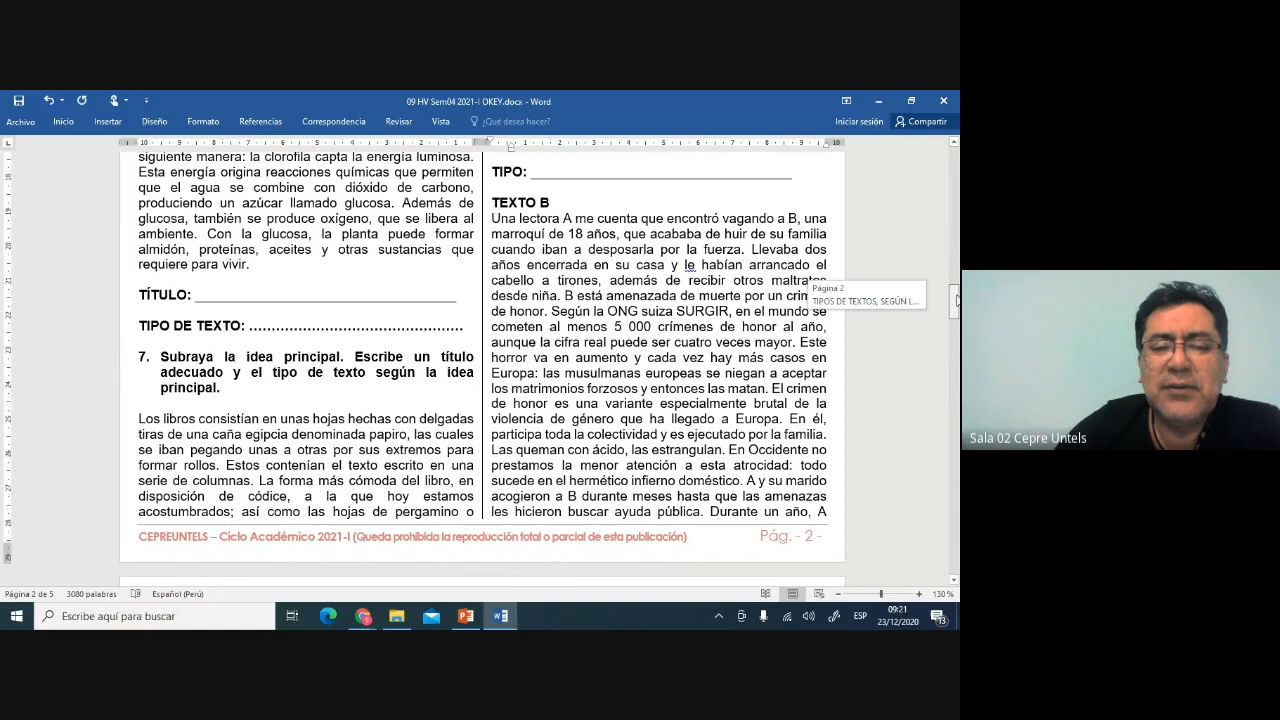 09 HV Sem04 2021-I OKEY.docx - Word
Archivo
Inicio
Insertar
Diseño
Formato
Referencias
Correspondencia
Revisar
Vista
¿Qué desea hacer?
Iniciar sesión
Compartir
siguiente manera: la clorofila capta la energía luminosa.
Esta energía origina reacciones químicas que permiten
que el agua se combine con dióxido de carbono,
produciendo un azúcar llamado glucosa. Además de
glucosa, también se produce oxígeno, que se libera al
ambiente. Con la glucosa, la planta puede formar
almidón, proteínas, aceites y otras sustancias que
requiere para vivir.
TÍTULO:
TIPO DE TEXTO: ................................................
7. Subraya la idea principal. Escribe un título
adecuado y el tipo de texto según la idea
principal.
Los libros consistían en unas hojas hechas con delgadas
tiras de una caña egipcia denominada papiro, las cuales
se iban pegando unas a otras por sus extremos para
formar rollos. Estos contenían el texto escrito en una
serie de columnas. La forma más cómoda del libro, en
disposición de códice, a la que hoy estamos
acostumbrados; así como las hojas de pergamino o
TIPO:
TEXTO B
Una lectora A me cuenta que encontró vagando a B, una
marroquí de 18 años, que acababa de huir de su familia
cuando iban a desposarla por la fuerza. Llevaba dos
años encerrada en su casa y le habían arrancado el
cabello a tirones, además de recibir otros maltratos
desde niña. B está amenazada de muerte por un
de honor. Según la ONG suiza SURGIR, en el mundo se
cometen al menos 5 000 crímenes de honor al año,
aunque la cifra real puede ser cuatro veces mayor. Este
horror va en aumento y cada vez hay más casos en
Europa: las musulmanas europeas se niegan a aceptar
los matrimonios forzosos y entonces las matan. El crimen
de honor es una variante especialmente brutal de la
violencia de género que ha llegado a Europa. En él,
participa toda la colectividad y es ejecutado por la familia.
Las queman con ácido, las estrangulan. En Occidente no
prestamos la menor atención a esta atrocidad: todo
sucede en el hermético infierno doméstico. A y su marido
acogieron a B durante meses hasta que las amenazas
les hicieron buscar ayuda pública. Durante un año, A
Página 2
TIPOS DE TEXTOS, SEGÚN L...
CEPREUNTELS – Ciclo Académico 2021-I (Queda prohibida la reproducción total o parcial de esta publicación)
Pág. - 2 -
Página 2 de 5
3080 palabras
Español (Perú)
130 %
Escribe aquí para buscar
ESP
09:21
23/12/2020
13
Sala 02 Cepre Untels